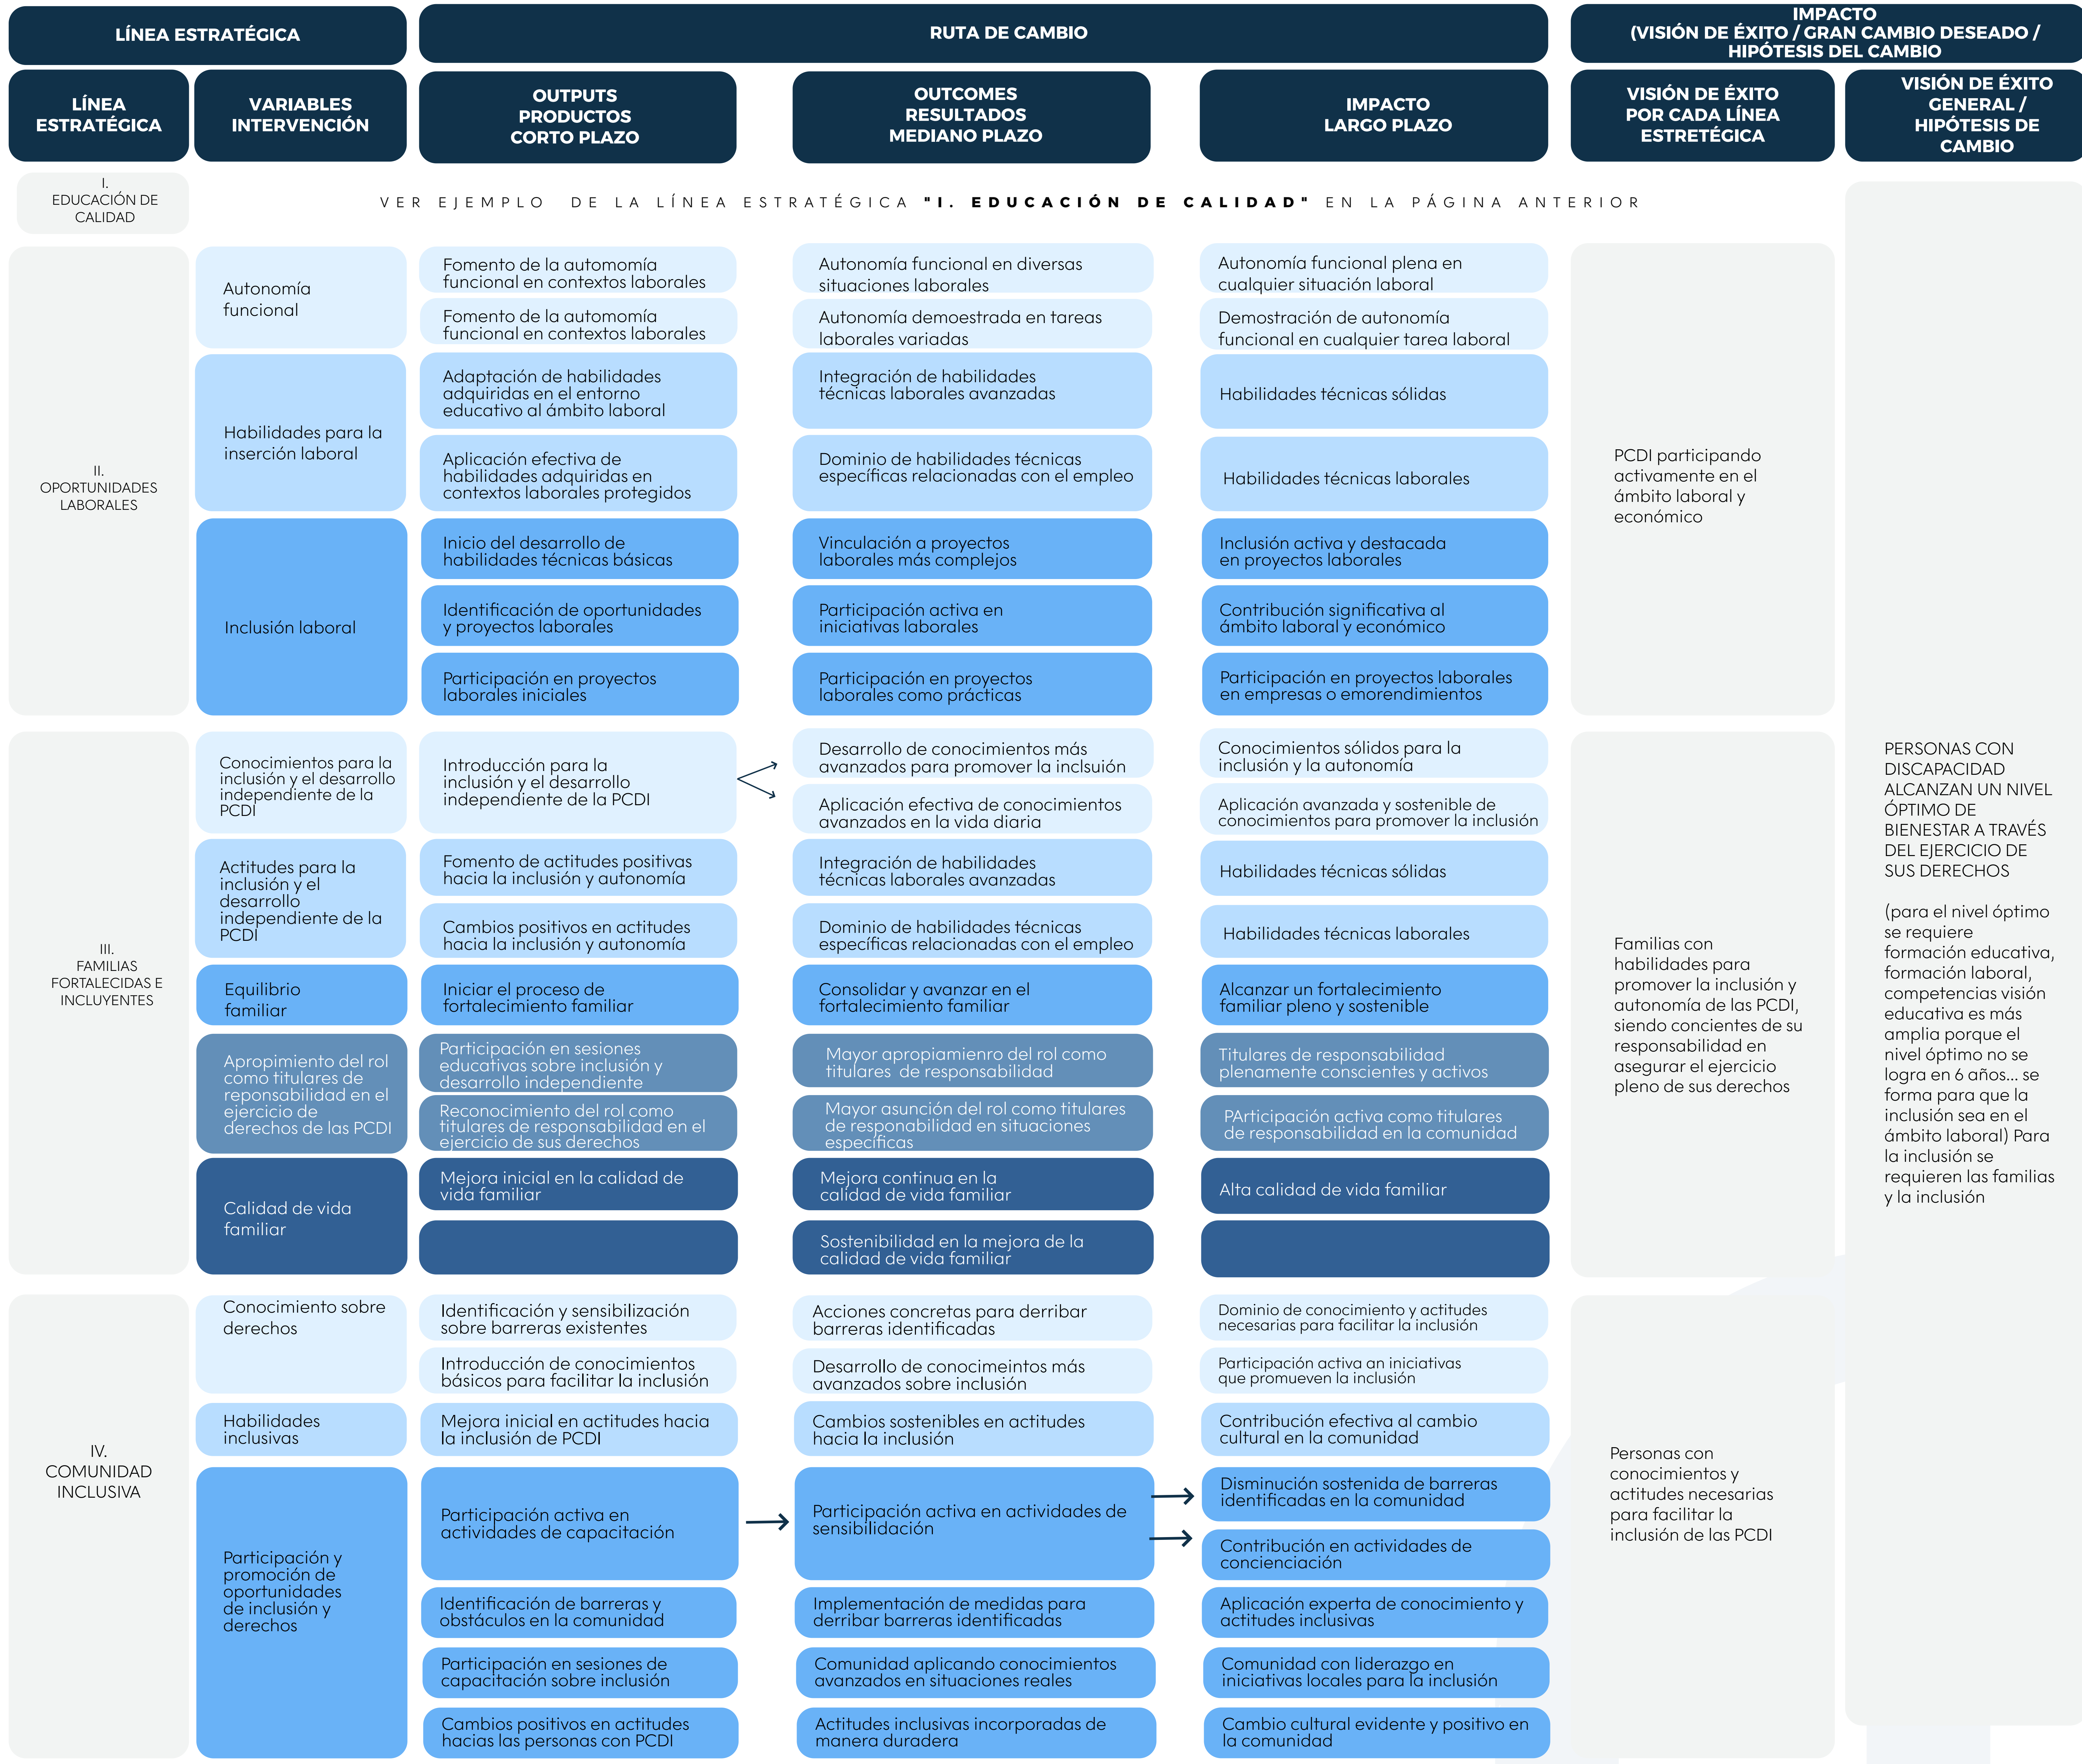 LÍNEA ESTRATÉGICA
RUTA DE CAMBIO
IMPACTO
(VISIÓN DE ÉXITO / GRAN CAMBIO DESEADO /
HIPÓTESIS DEL CAMBIO
LÍNEA
ESTRATÉGICA
VARIABLES
INTERVENCIÓN
OUTPUTS
PRODUCTOS
CORTO PLAZO
OUTCOMES
RESULTADOS
MEDIANO PLAZO
IMPACTO
LARGO PLAZO
VISIÓN DE ÉXITO
POR CADA LÍNEA
ESTRETÉGICA
VISIÓN DE ÉXITO
GENERAL /
HIPÓTESIS DE
CAMBIO
I.
EDUCACIÓN DE
CALIDAD
VER EJEMPLO DE LA LÍNEA ESTRATÉGICA "I. EDUCACIÓN DE CALIDAD" EN LA PÁGINA ANTERIOR
II.
OPORTUNIDADES
LABORALES
Autonomía
funcional
Fomento de la automomía
funcional en contextos laborales
Autonomía funcional en diversas
situaciones laborales
Autonomía funcional plena en
cualquier situación laboral
Fomento de la automomía
funcional en contextos laborales
Autonomía demoestrada en tareas
laborales variadas
Demostración de autonomía
funcional en cualquier tarea laboral
Habilidades para la
inserción laboral
Adaptación de habilidades
adquiridas en el entorno
educativo al ámbito laboral
Integración de habilidades
técnicas laborales avanzadas
Habilidades técnicas sólidas
Aplicación efectiva de
habilidades adquiridas en
contextos laborales protegidos
Dominio de habilidades técnicas
específicas relacionadas con el empleo
Habilidades técnicas laborales
Inclusión laboral
Inicio del desarrollo de
habilidades técnicas básicas
Vinculación a proyectos
laborales más complejos
Inclusión activa y destacada
en proyectos laborales
Identificación de oportunidades
y proyectos laborales
Participación activa en
iniciativas laborales
Contribución significativa al
ámbito laboral y económico
Participación en proyectos
laborales iniciales
Participación en proyectos
laborales como prácticas
Participación en proyectos laborales
en empresas o emorendimientos
PCDI participando
activamente en el
ámbito laboral y
económico
III.
FAMILIAS
FORTALECIDAS E
INCLUYENTES
Conocimientos para la
inclusión y el desarrollo
independiente de la
PCDI
Introducción para la
inclusión y el desarrollo
independiente de la PCDI
Desarrollo de conocimientos más
avanzados para promover la inclsuión
Conocimientos sólidos para la
inclusión y la autonomía
Aplicación efectiva de conocimientos
avanzados en la vida diaria
Aplicación avanzada y sostenible de
conocimientos para promover la inclusión
Actitudes para la
inclusión y el
desarrollo
independiente de la
PCDI
Fomento de actitudes positivas
hacia la inclusión y autonomía
Integración de habilidades
técnicas laborales avanzadas
Habilidades técnicas sólidas
Cambios positivos en actitudes
hacia la inclusión y autonomía
Dominio de habilidades técnicas
específicas relacionadas con el empleo
Habilidades técnicas laborales
Equilibrio
familiar
Iniciar el proceso de
fortalecimiento familiar
Consolidar y avanzar en el
fortalecimiento familiar
Alcanzar un fortalecimiento
familiar pleno y sostenible
Apropimiento del rol
como titulares de
reponsabilidad en el
ejercicio de
derechos de las PCDI
Participación en sesiones
educativas sobre inclusión y
desarrollo independiente
Mayor apropiamienro del rol como
titulares de responsabilidad
Titulares de responsabilidad
plenamente conscientes y activos
Reconocimiento del rol como
titulares de responsabilidad en el
ejercicio de sus derechos
Mayor asunción del rol como titulares
de responabilidad en situaciones
específicas
PArticipación activa como titulares
de responsabilidad en la comunidad
Calidad de vida
familiar
Mejora inicial en la calidad de
vida familiar
Mejora continua en la
calidad de vida familiar
Alta calidad de vida familiar
Sostenibilidad en la mejora de la
calidad de vida familiar
Familias con
habilidades para
promover la inclusión y
autonomía de las PCDI,
siendo concientes de su
responsabilidad en
asegurar el ejercicio
pleno de sus derechos
PERSONAS CON
DISCAPACIDAD
ALCANZAN UN NIVEL
ÓPTIMO DE
BIENESTAR A TRAVÉS
DEL EJERCICIO DE
SUS DERECHOS
(para el nivel óptimo
se requiere
formación educativa,
formación laboral,
competencias visión
educativa es más
amplia porque el
nivel óptimo no se
logra en 6 años... se
forma para que la
inclusión sea en el
ámbito laboral) Para
la inclusión se
requieren las familias
y la inclusión
IV.
COMUNIDAD
INCLUSIVA
Conocimiento sobre
derechos
Identificación y sensibilización
sobre barreras existentes
Acciones concretas para derribar
barreras identificadas
Dominio de conocimiento y actitudes
necesarias para facilitar la inclusión
Introducción de conocimientos
básicos para facilitar la inclusión
Desarrollo de conocimeintos más
avanzados sobre inclusión
Participación activa an iniciativas
que promueven la inclusión
Habilidades
inclusivas
Mejora inicial en actitudes hacia
la inclusión de PCDI
Cambios sostenibles en actitudes
hacia la inclusión
Contribución efectiva al cambio
cultural en la comunidad
Participación y
promoción de
oportunidades
de inclusión y
derechos
Participación activa en
actividades de capacitación
Participación activa en actividades de
sensibilidación
Disminución sostenida de barreras
identificadas en la comunidad
Contribución en actividades de
concienciación
Identificación de barreras y
obstáculos en la comunidad
Implementación de medidas para
derribar barreras identificadas
Aplicación experta de conocimiento y
actitudes inclusivas
Participación en sesiones de
capacitación sobre inclusión
Comunidad aplicando conocimientos
avanzados en situaciones reales
Comunidad con liderazgo en
iniciativas locales para la inclusión
Cambios positivos en actitudes
hacias las personas con PCDI
Actitudes inclusivas incorporadas de
manera duradera
Cambio cultural evidente y positivo en
la comunidad
Personas con
conocimientos y
actitudes necesarias
para facilitar la
inclusión de las PCDI